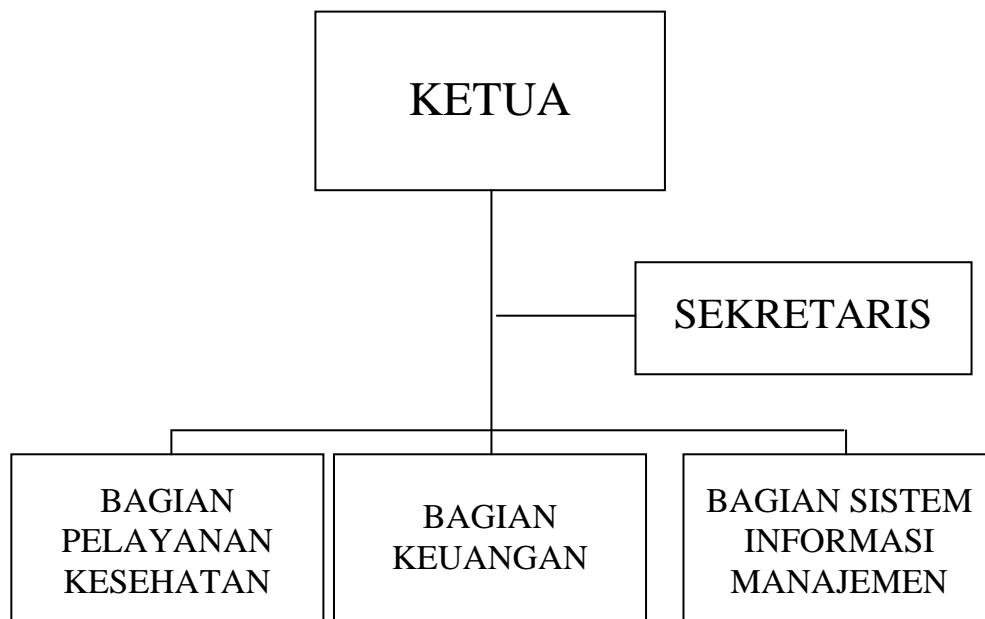 KETUA
SEKRETARIS
BAGIAN
PELAYANAN
KESEHATAN
BAGIAN
KEUANGAN
BAGIAN SISTEM
INFORMASI
MANAJEMEN